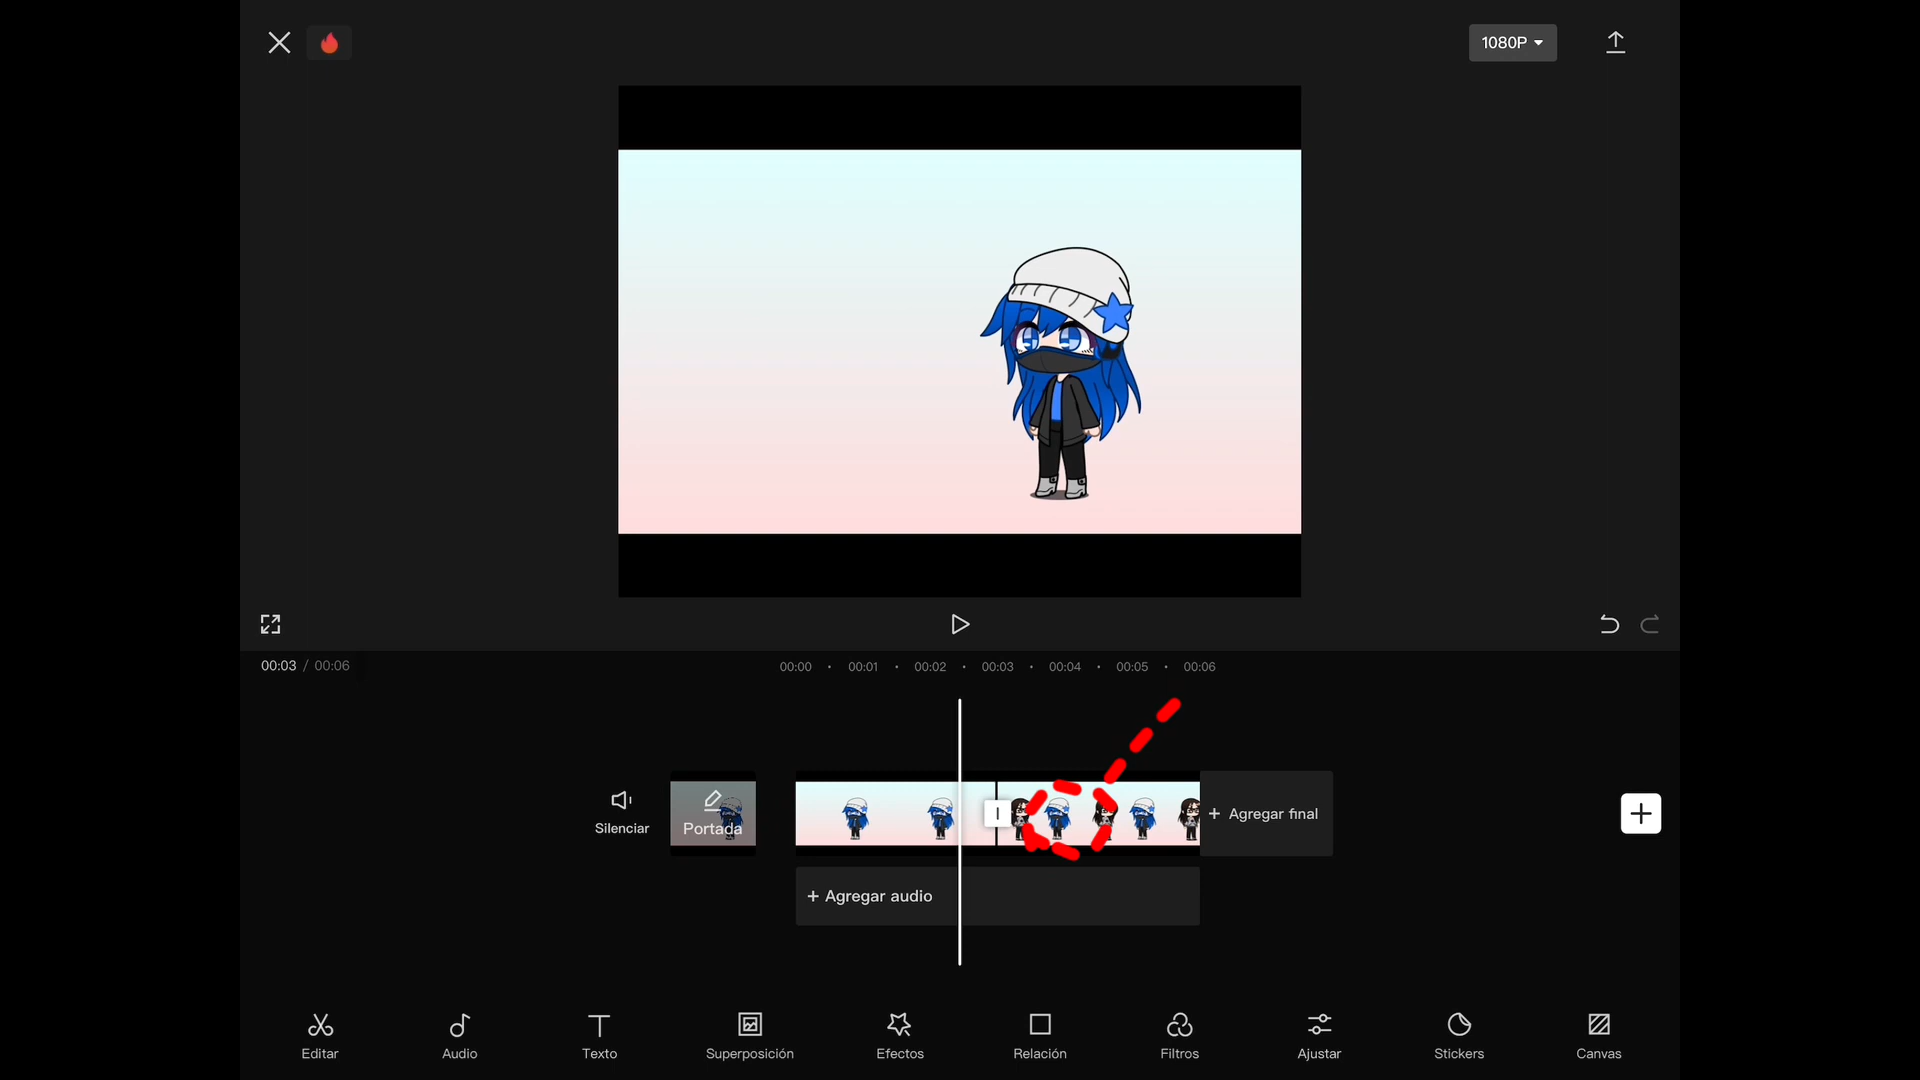 1080P
00:03 / 00:06
00:00 · 00:01 · 00:02 · 00:03 · 00:04 · 00:05 · 00:06
Silenciar
Portada
+ Agregar final
+ Agregar audio
Editar
Audio
Texto
Superposición
Efectos
Relación
Filtros
Ajustar
Stickers
Canvas